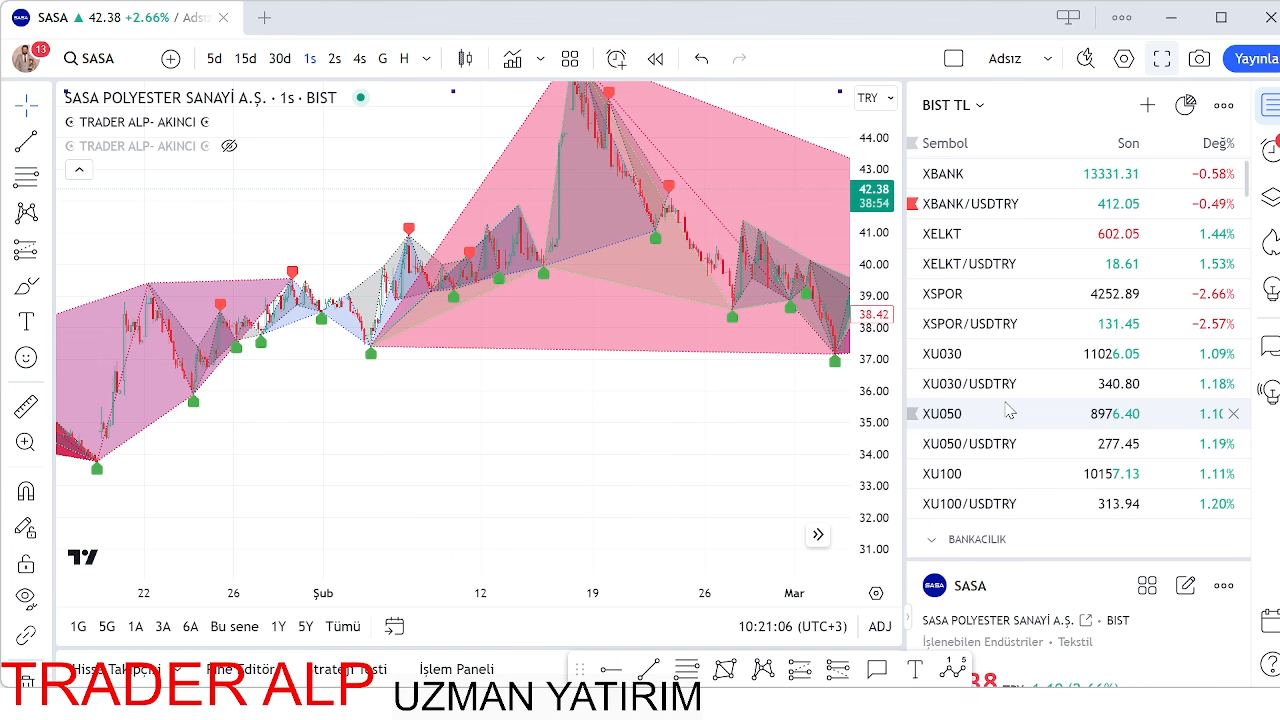 SASA ▲ 42.38 +2.66% / Adsız
13
SASA
5d 15d 30d 1s 2s 4s G H
Adsız
Yayınla
SASA POLYESTER SANAYİ A.Ş. · 1s · BIST
TRADER ALP- AKINCI
TRADER ALP- AKINCI
TRY
44.00
43.00
42.38
38:54
41.00
40.00
39.00
38.42
38.00
37.00
36.00
35.00
34.00
33.00
32.00
31.00
22 26 Şub 12 19 26 Mar
1G 5G 1A 3A 6A Bu sene 1Y 5Y Tümü
10:21:06 (UTC+3) ADJ
BIST TL
Sembol Son Değ%
XBANK 13331.31 −0.58%
XBANK/USDTRY 412.05 −0.49%
XELKT 602.05 1.44%
XELKT/USDTRY 18.61 1.53%
XSPOR 4252.89 −2.66%
XSPOR/USDTRY 131.45 −2.57%
XU030 11026.05 1.09%
XU030/USDTRY 340.80 1.18%
XU050 8976.40 1.10
XU050/USDTRY 277.45 1.19%
XU100 10157.13 1.11%
XU100/USDTRY 313.94 1.20%
BANKACILIK
SASA
SASA POLYESTER SANAYİ A.Ş. • BIST
İşlenebilen Endüstriler • Tekstil
İşlem Paneli
TRADER ALP UZMAN YATIRIM